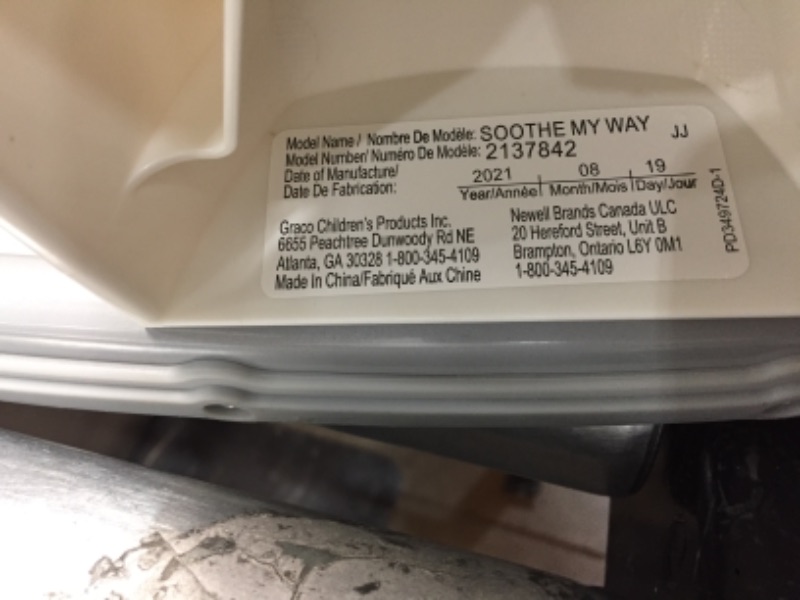 Model Name / Nombre De Modèle: SOOTHE MY WAY JJ
Model Number/ Numéro De Modèle: 2137842
Date of Manufacture/
Date De Fabrication:
2021 08 19
Year/Année Month/Mois Day/Jour
Graco Children's Products Inc.
6655 Peachtree Dunwoody Rd NE
Atlanta, GA 30328 1-800-345-4109
Made In China/Fabriqué Aux Chine
Newell Brands Canada ULC
20 Hereford Street, Unit B
Brampton, Ontario L6Y 0M1
1-800-345-4109
PD349724D-1